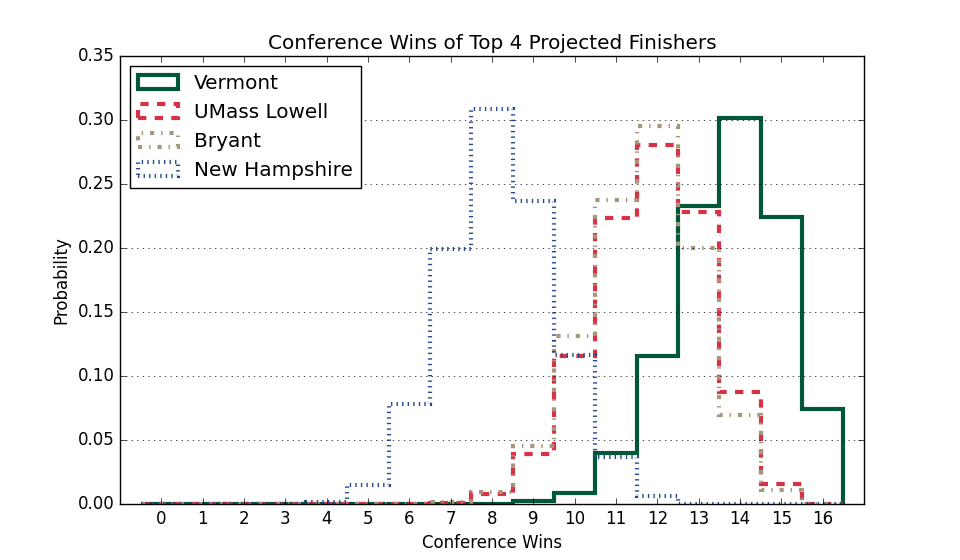 Conference Wins of Top 4 Projected Finishers
0.35
0.30
0.25
0.20
0.15
0.10
0.05
0.00
Probability
Vermont
UMass Lowell
Bryant
New Hampshire
0 1 2 3 4 5 6 7 8 9 10 11 12 13 14 15 16
Conference Wins